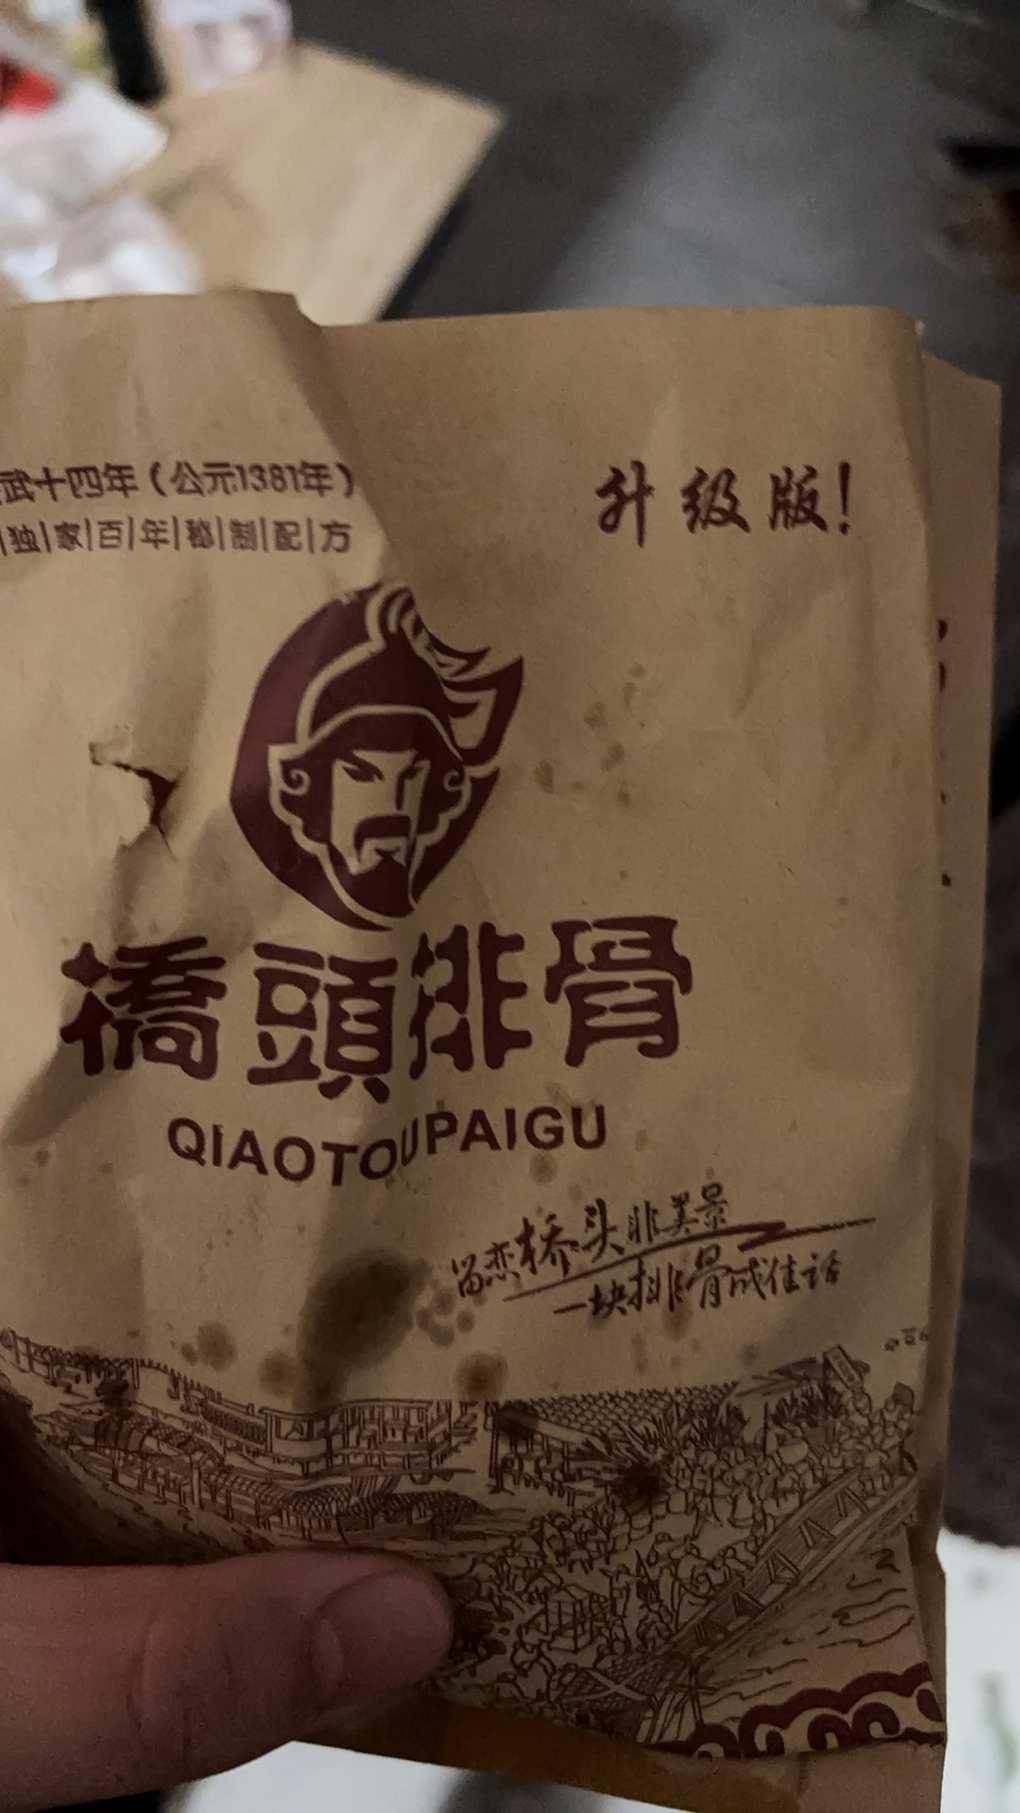 武十四年（公元1381年）
|独|家|百|年|秘|制|配|方
升级版！
橋頭排骨
QIAOTOUPAIGU
留恋桥头非美景
一块排骨成佳话